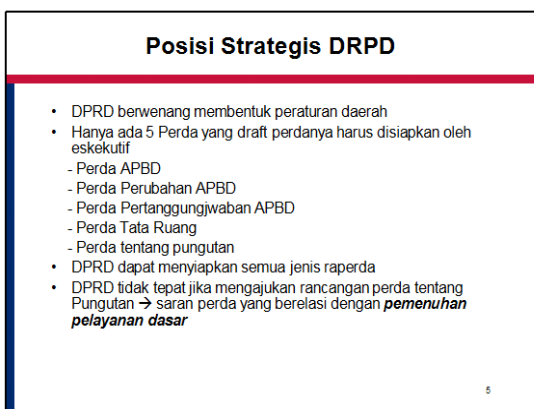 Posisi Strategis DRPD
• DPRD berwenang membentuk peraturan daerah
• Hanya ada 5 Perda yang draft perdanya harus disiapkan oleh
eskekutif
- Perda APBD
- Perda Perubahan APBD
- Perda Pertanggungjwaban APBD
- Perda Tata Ruang
- Perda tentang pungutan
• DPRD dapat menyiapkan semua jenis raperda
• DPRD tidak tepat jika mengajukan rancangan perda tentang
Pungutan → saran perda yang berelasi dengan pemenuhan
pelayanan dasar
5